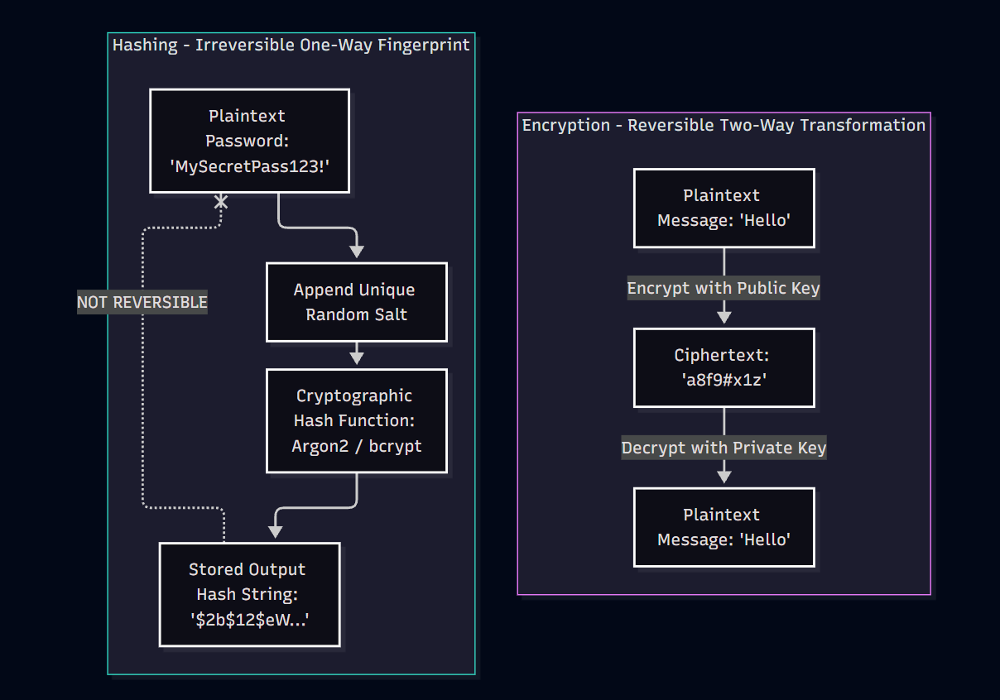 Hashing - Irreversible One-Way Fingerprint
Plaintext
Password:
'MySecretPass123!'
NOT REVERSIBLE
Append Unique
Random Salt
Cryptographic
Hash Function:
Argon2 / bcrypt
Stored Output
Hash String:
'$2b$12$eW...'
Encryption - Reversible Two-Way Transformation
Plaintext
Message: 'Hello'
Encrypt with Public Key
Ciphertext:
'a8f9#x1z'
Decrypt with Private Key
Plaintext
Message: 'Hello'